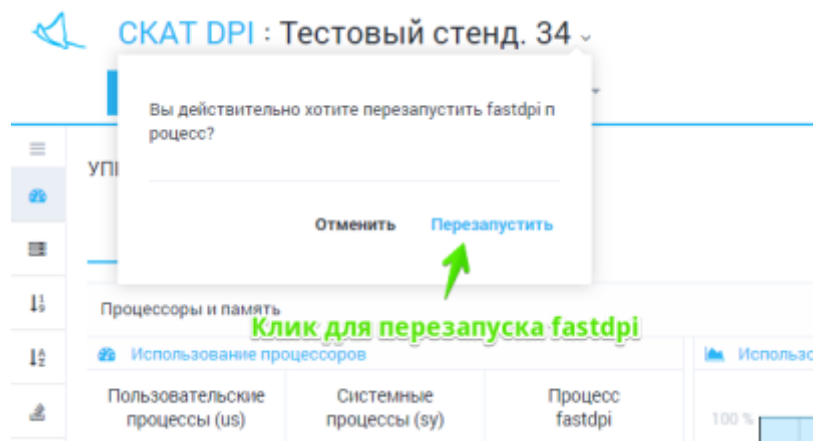 СКАТ DPI : Тестовый стенд. 34
Вы действительно хотите перезапустить fastdpi п
роцесс?
УП
Отменить Перезапустить
Процессоры и память
Клик для перезапуска fastdpi
Использование процессоров
Использо
Пользовательские
процессы (us)
Системные
процессы (sy)
Процесс
fastdpi
100 %